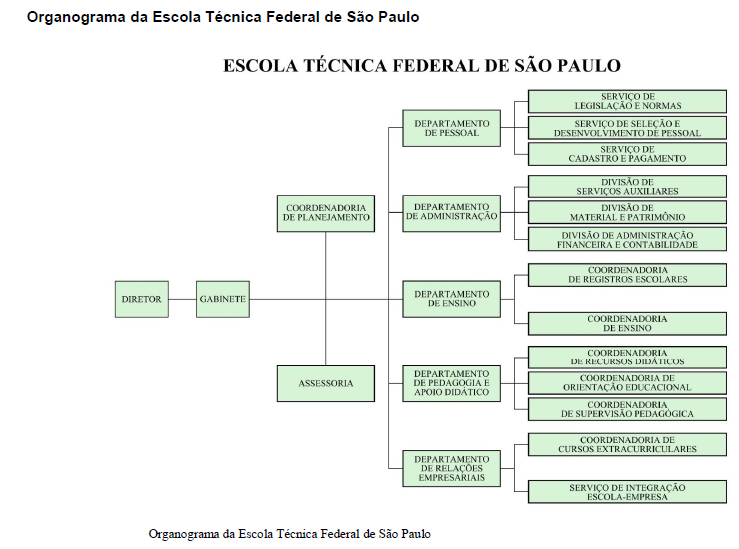 Organograma da Escola Técnica Federal de São Paulo
ESCOLA TÉCNICA FEDERAL DE SÃO PAULO
DIRETOR
GABINETE
COORDENADORIA
DE PLANEJAMENTO
ASSESSORIA
DEPARTAMENTO
DE PESSOAL
SERVIÇO DE
LEGISLAÇÃO E NORMAS
SERVIÇO DE SELEÇÃO E
DESENVOLVIMENTO DE PESSOAL
SERVIÇO DE
CADASTRO E PAGAMENTO
DEPARTAMENTO
DE ADMINISTRAÇÃO
DIVISÃO DE
SERVIÇOS AUXILIARES
DIVISÃO DE
MATERIAL E PATRIMÔNIO
DIVISÃO DE ADMINISTRAÇÃO
FINANCEIRA E CONTABILIDADE
DEPARTAMENTO
DE ENSINO
COORDENADORIA
DE REGISTROS ESCOLARES
COORDENADORIA
DE ENSINO
DEPARTAMENTO
DE PEDAGOGIA E
APOIO DIDÁTICO
COORDENADORIA
DE RECURSOS DIDÁTICOS
COORDENADORIA DE
ORIENTAÇÃO EDUCACIONAL
COORDENADORIA
DE SUPERVISÃO PEDAGÓGICA
DEPARTAMENTO
DE RELAÇÕES
EMPRESARIAIS
COORDENADORIA DE
CURSOS EXTRACURRICULARES
SERVIÇO DE INTEGRAÇÃO
ESCOLA-EMPRESA
Organograma da Escola Técnica Federal de São Paulo